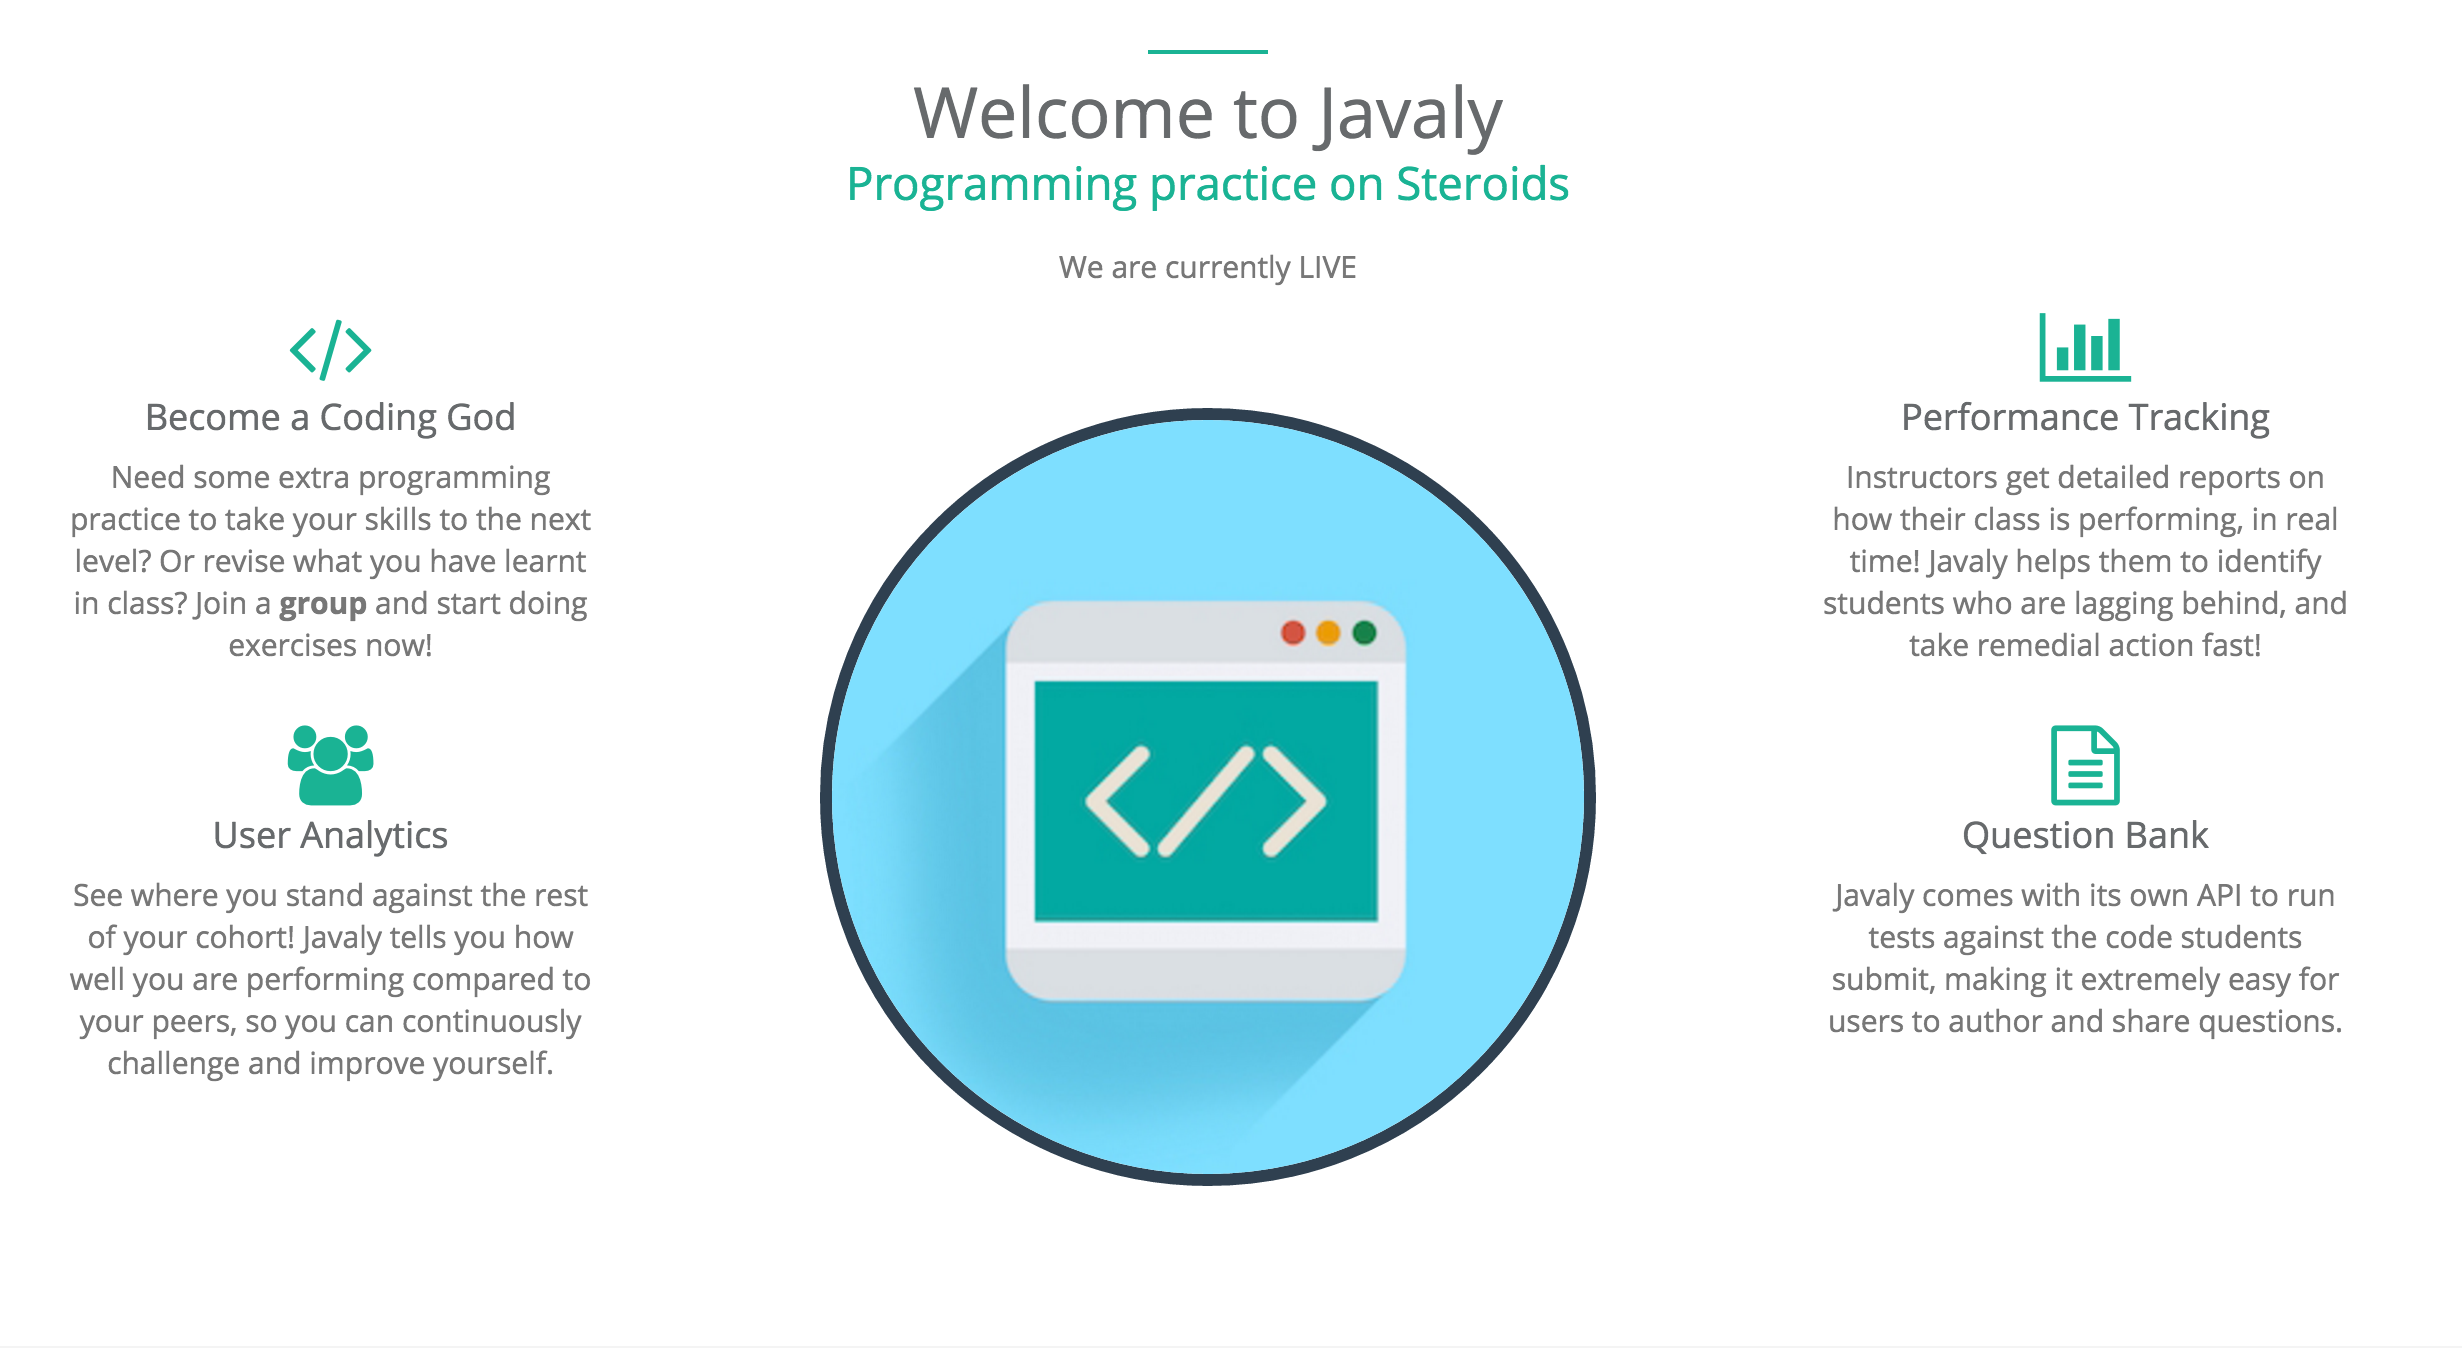 Welcome to Javaly
Programming practice on Steroids
We are currently LIVE
Become a Coding God
Need some extra programming
practice to take your skills to the next
level? Or revise what you have learnt
in class? Join a group and start doing
exercises now!
User Analytics
See where you stand against the rest
of your cohort! Javaly tells you how
well you are performing compared to
your peers, so you can continuously
challenge and improve yourself.
Performance Tracking
Instructors get detailed reports on
how their class is performing, in real
time! Javaly helps them to identify
students who are lagging behind, and
take remedial action fast!
Question Bank
Javaly comes with its own API to run
tests against the code students
submit, making it extremely easy for
users to author and share questions.